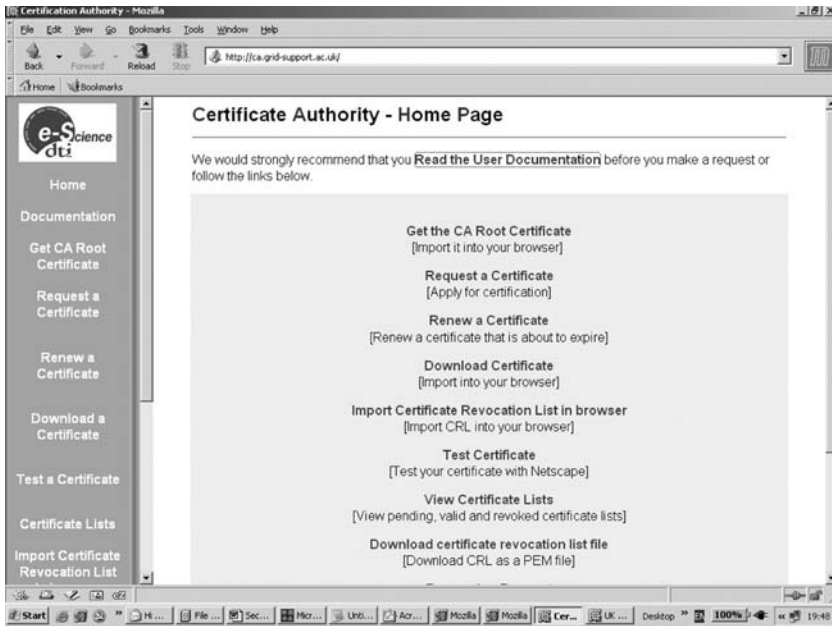 Certification Authority - Mozilla
File Edit View Go Bookmarks Tools Window Help
Back Forward Reload Stop
http://ca.grid-support.ac.uk/
Home Bookmarks
e-Science
dti
Home
Documentation
Get CA Root
Certificate
Request a
Certificate
Renew a
Certificate
Download a
Certificate
Test a Certificate
Certificate Lists
Import Certificate
Revocation List
Certificate Authority - Home Page
We would strongly recommend that you Read the User Documentation before you make a request or
follow the links below.
Get the CA Root Certificate
[Import it into your browser]
Request a Certificate
[Apply for certification]
Renew a Certificate
[Renew a certificate that is about to expire]
Download Certificate
[Import into your browser]
Import Certificate Revocation List in browser
[Import CRL into your browser]
Test Certificate
[Test your certificate with Netscape]
View Certificate Lists
[View pending, valid and revoked certificate lists]
Download certificate revocation list file
[Download CRL as a PEM file]
Start » H ... File ... Sec... Micr... Unti... Acr... Mozilla Mozilla Cer... UK ... Desktop » 100% « 19:48